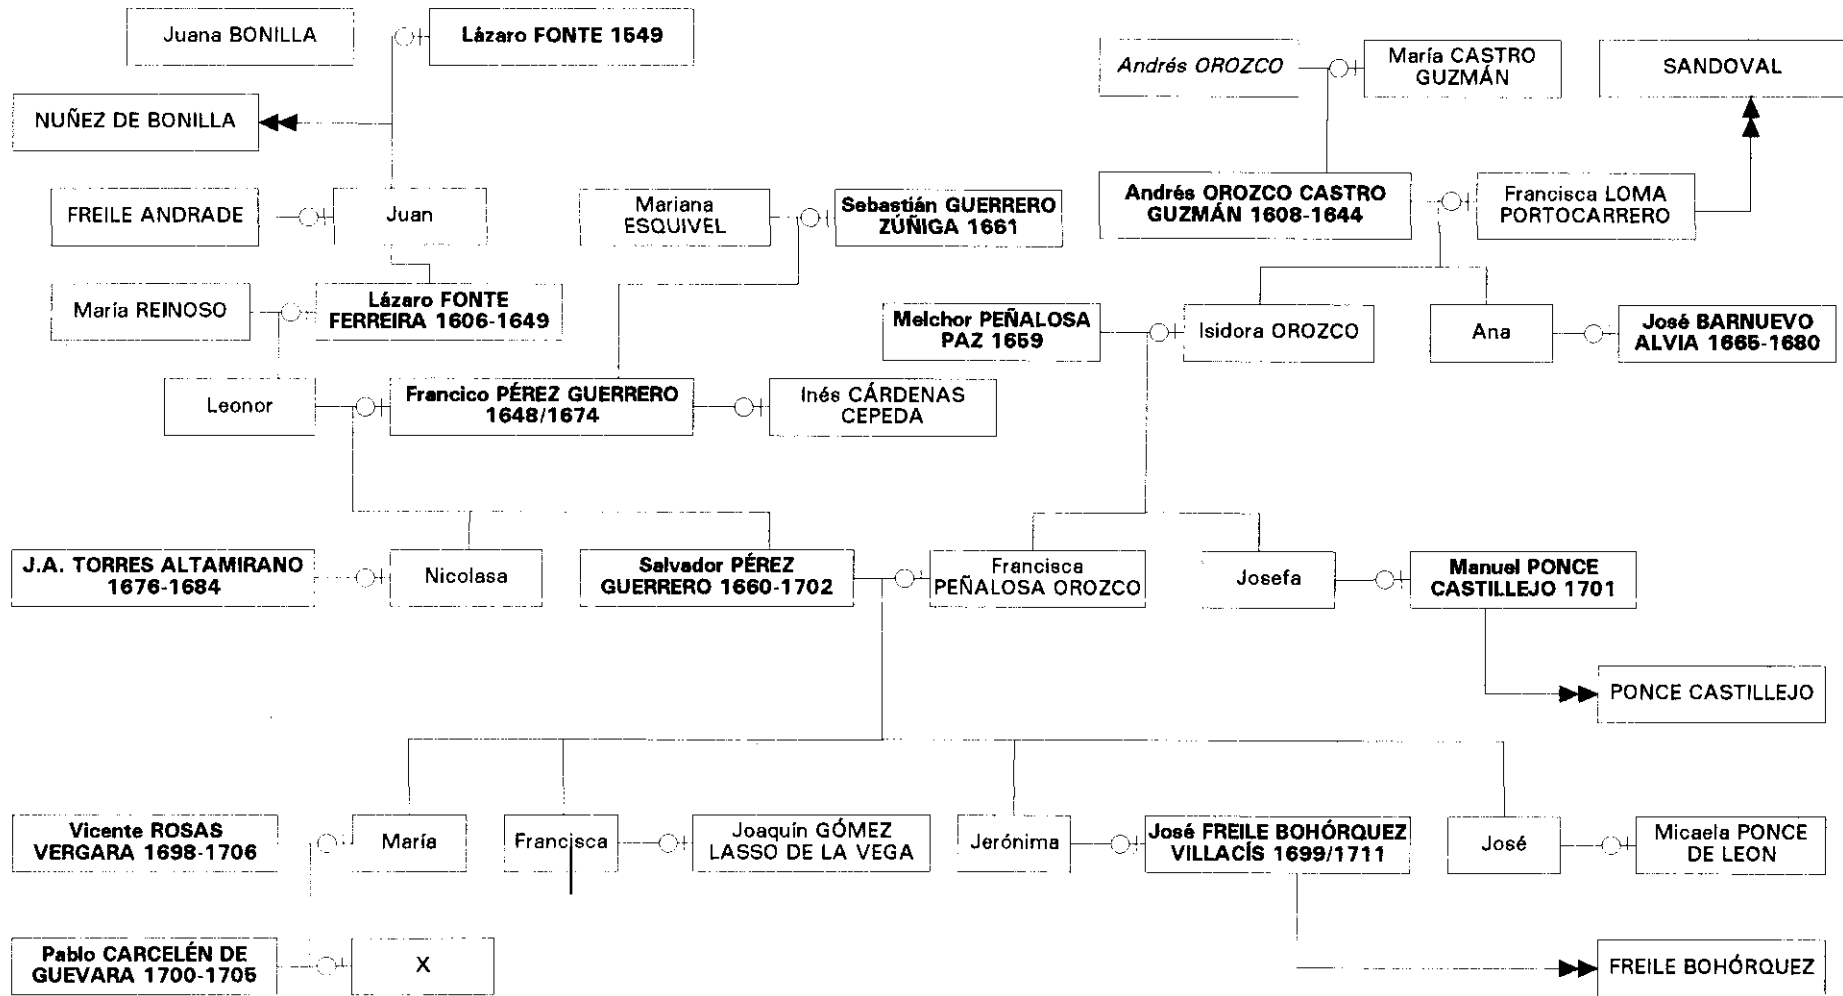 Juana BONILLA
Lázaro FONTE 1549
Andrés OROZCO
María CASTRO
GUZMÁN
SANDOVAL
NUÑEZ DE BONILLA
FREILE ANDRADE
Juan
Mariana
ESQUIVEL
Sebastián GUERRERO
ZÚÑIGA 1661
Andrés OROZCO CASTRO
GUZMÁN 1608-1644
Francisca LOMA
PORTOCARRERO
María REINOSO
Lázaro FONTE
FERREIRA 1606-1649
Melchor PEÑALOSA
PAZ 1659
Isidora OROZCO
Ana
José BARNUEVO
ALVIA 1665-1680
Leonor
Francico PÉREZ GUERRERO
1648/1674
Inés CÁRDENAS
CEPEDA
J.A. TORRES ALTAMIRANO
1676-1684
Nicolasa
Salvador PÉREZ
GUERRERO 1660-1702
Francisca
PEÑALOSA OROZCO
Josefa
Manuel PONCE
CASTILLEJO 1701
PONCE CASTILLEJO
Vicente ROSAS
VERGARA 1698-1706
María
Francisca
Joaquín GÓMEZ
LASSO DE LA VEGA
Jerónima
José FREILE BOHÓRQUEZ
VILLACÍS 1699/1711
José
Micaela PONCE
DE LEON
Pablo CARCELÉN DE
GUEVARA 1700-1705
X
FREILE BOHÓRQUEZ